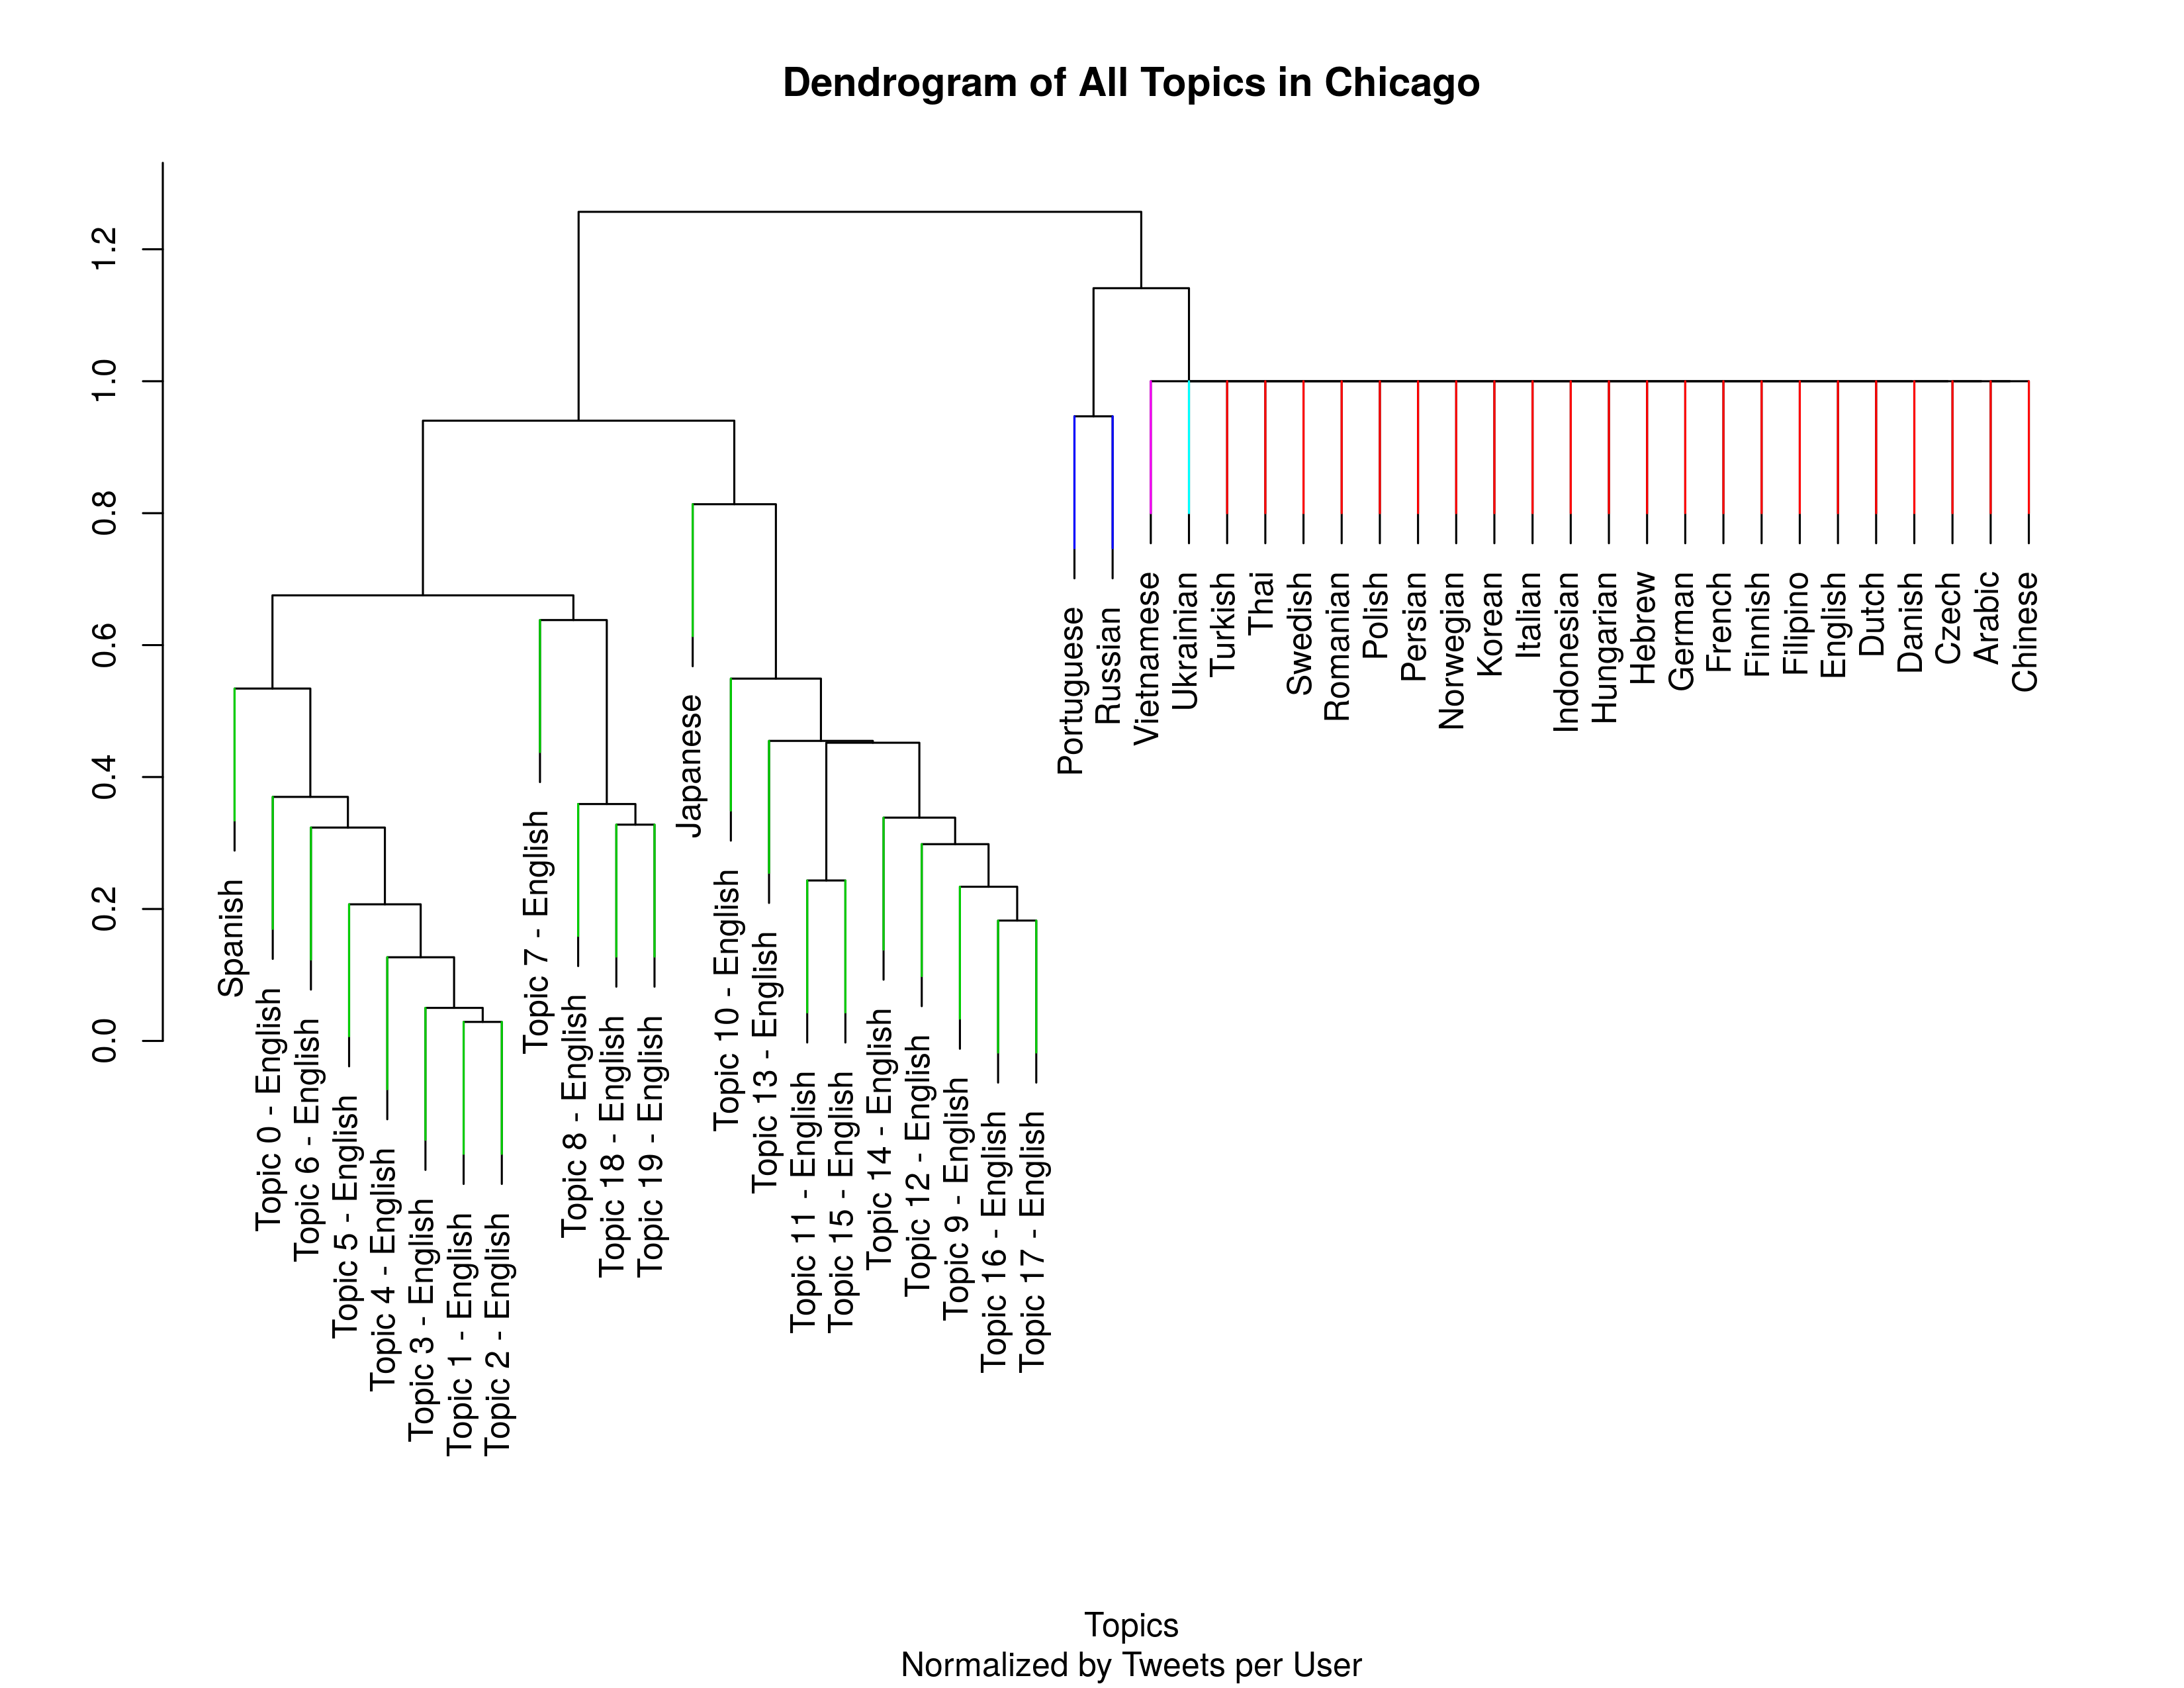 Dendrogram of All Topics in Chicago
0.0
0.2
0.4
0.6
0.8
1.0
1.2
Spanish
Topic 0 - English
Topic 6 - English
Topic 5 - English
Topic 4 - English
Topic 3 - English
Topic 1 - English
Topic 2 - English
Topic 7 - English
Topic 8 - English
Topic 18 - English
Topic 19 - English
Japanese
Topic 10 - English
Topic 13 - English
Topic 11 - English
Topic 15 - English
Topic 14 - English
Topic 12 - English
Topic 9 - English
Topic 16 - English
Topic 17 - English
Portuguese
Russian
Vietnamese
Ukrainian
Turkish
Thai
Swedish
Romanian
Polish
Persian
Norwegian
Korean
Italian
Indonesian
Hungarian
Hebrew
German
French
Finnish
Filipino
English
Dutch
Danish
Czech
Arabic
Chinese
Topics
Normalized by Tweets per User